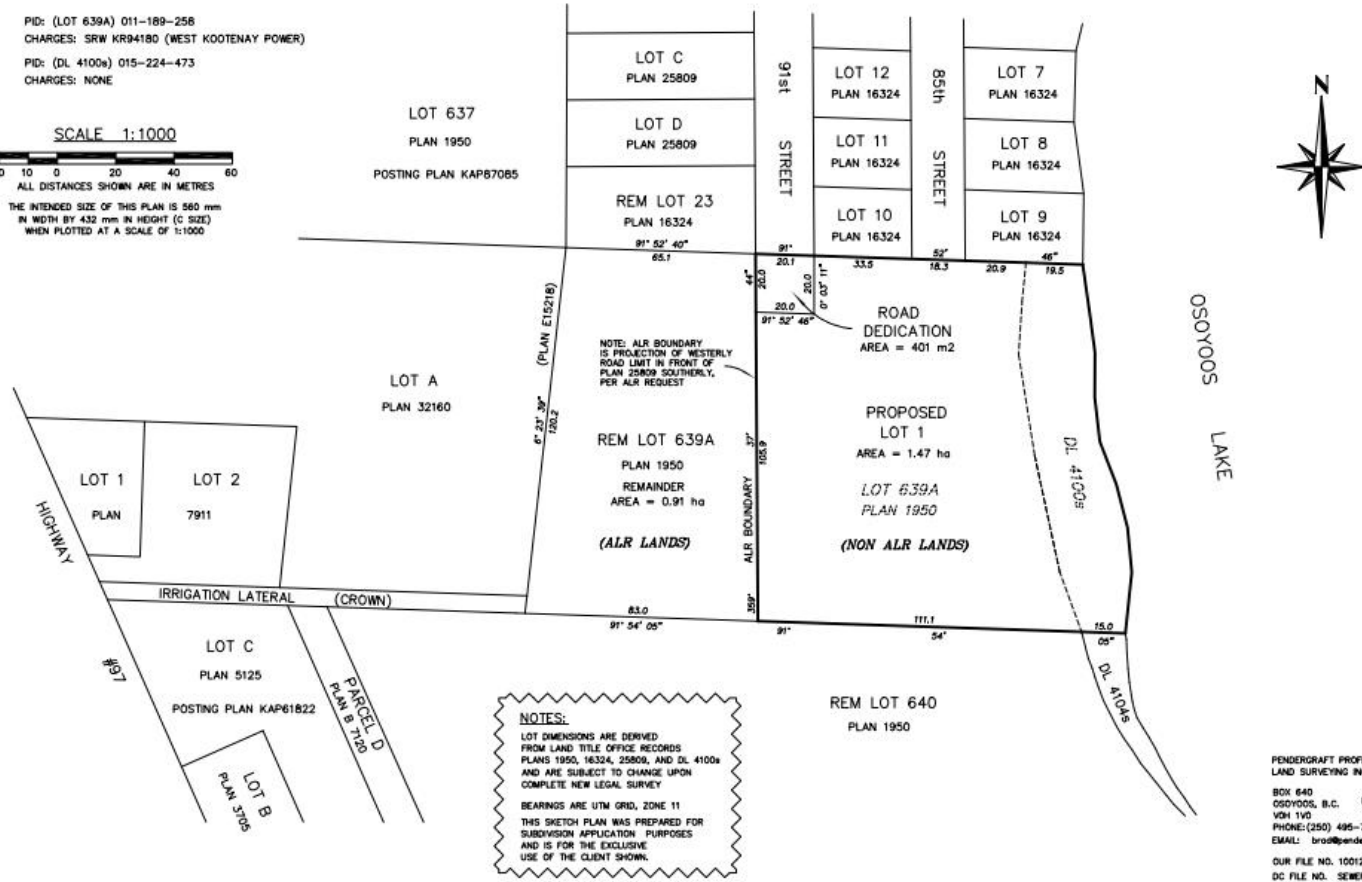 PID: (LOT 639A) 011-189-258
CHARGES: SRW KR94180 (WEST KOOTENAY POWER)
PID: (DL 4100s) 015-224-473
CHARGES: NONE
SCALE 1:1000
10 0 20 40 60
ALL DISTANCES SHOWN ARE IN METRES
THE INTENDED SIZE OF THIS PLAN IS 560 mm
IN WIDTH BY 432 mm IN HEIGHT (C SIZE)
WHEN PLOTTED AT A SCALE OF 1:1000
LOT 637
PLAN 1950
POSTING PLAN KAP87085
LOT C
PLAN 25809
LOT D
PLAN 25809
REM LOT 23
PLAN 16324
91st STREET
LOT 12
PLAN 16324
LOT 11
PLAN 16324
LOT 10
PLAN 16324
85th STREET
LOT 7
PLAN 16324
LOT 8
PLAN 16324
LOT 9
PLAN 16324
N
91° 52' 40"
65.1
91° 52' 46"
20.1 33.5 18.3 20.9 19.5
44"
20.0
20.0
0° 03' 11"
20.0
91° 52' 46"
ROAD
DEDICATION
AREA = 401 m2
NOTE: ALR BOUNDARY
IS PROJECTION OF WESTERLY
ROAD LIMIT IN FRONT OF
PLAN 25809 SOUTHERLY,
PER ALR REQUEST
(PLAN E15218)
6° 23' 39"
120.2
LOT A
PLAN 32160
REM LOT 639A
PLAN 1950
REMAINDER
AREA = 0.91 ha
(ALR LANDS)
37'
105.9
ALR BOUNDARY
359°
PROPOSED
LOT 1
AREA = 1.47 ha
LOT 639A
PLAN 1950
(NON ALR LANDS)
DL 4100s
OSOYOOS LAKE
LOT 1
PLAN
LOT 2
7911
HIGHWAY
#97
IRRIGATION LATERAL (CROWN)
83.0
91° 54' 05"
111.1
15.0
91° 54' 05"
DL 4104s
LOT C
PLAN 5125
POSTING PLAN KAP61822
PARCEL D
PLAN B 7120
LOT B
PLAN 3705
REM LOT 640
PLAN 1950
NOTES:
LOT DIMENSIONS ARE DERIVED
FROM LAND TITLE OFFICE RECORDS
PLANS 1950, 16324, 25809, AND DL 4100s
AND ARE SUBJECT TO CHANGE UPON
COMPLETE NEW LEGAL SURVEY
BEARINGS ARE UTM GRID, ZONE 11
THIS SKETCH PLAN WAS PREPARED FOR
SUBDIVISION APPLICATION PURPOSES
AND IS FOR THE EXCLUSIVE
USE OF THE CLIENT SHOWN.
PENDERGRAFT
LAND SURVEYING
BOX 640
OSOYOOS, B.C.
V0H 1V0
PHONE:(250) 495-
EMAIL:
OUR FILE NO. 10012
DC FILE NO.